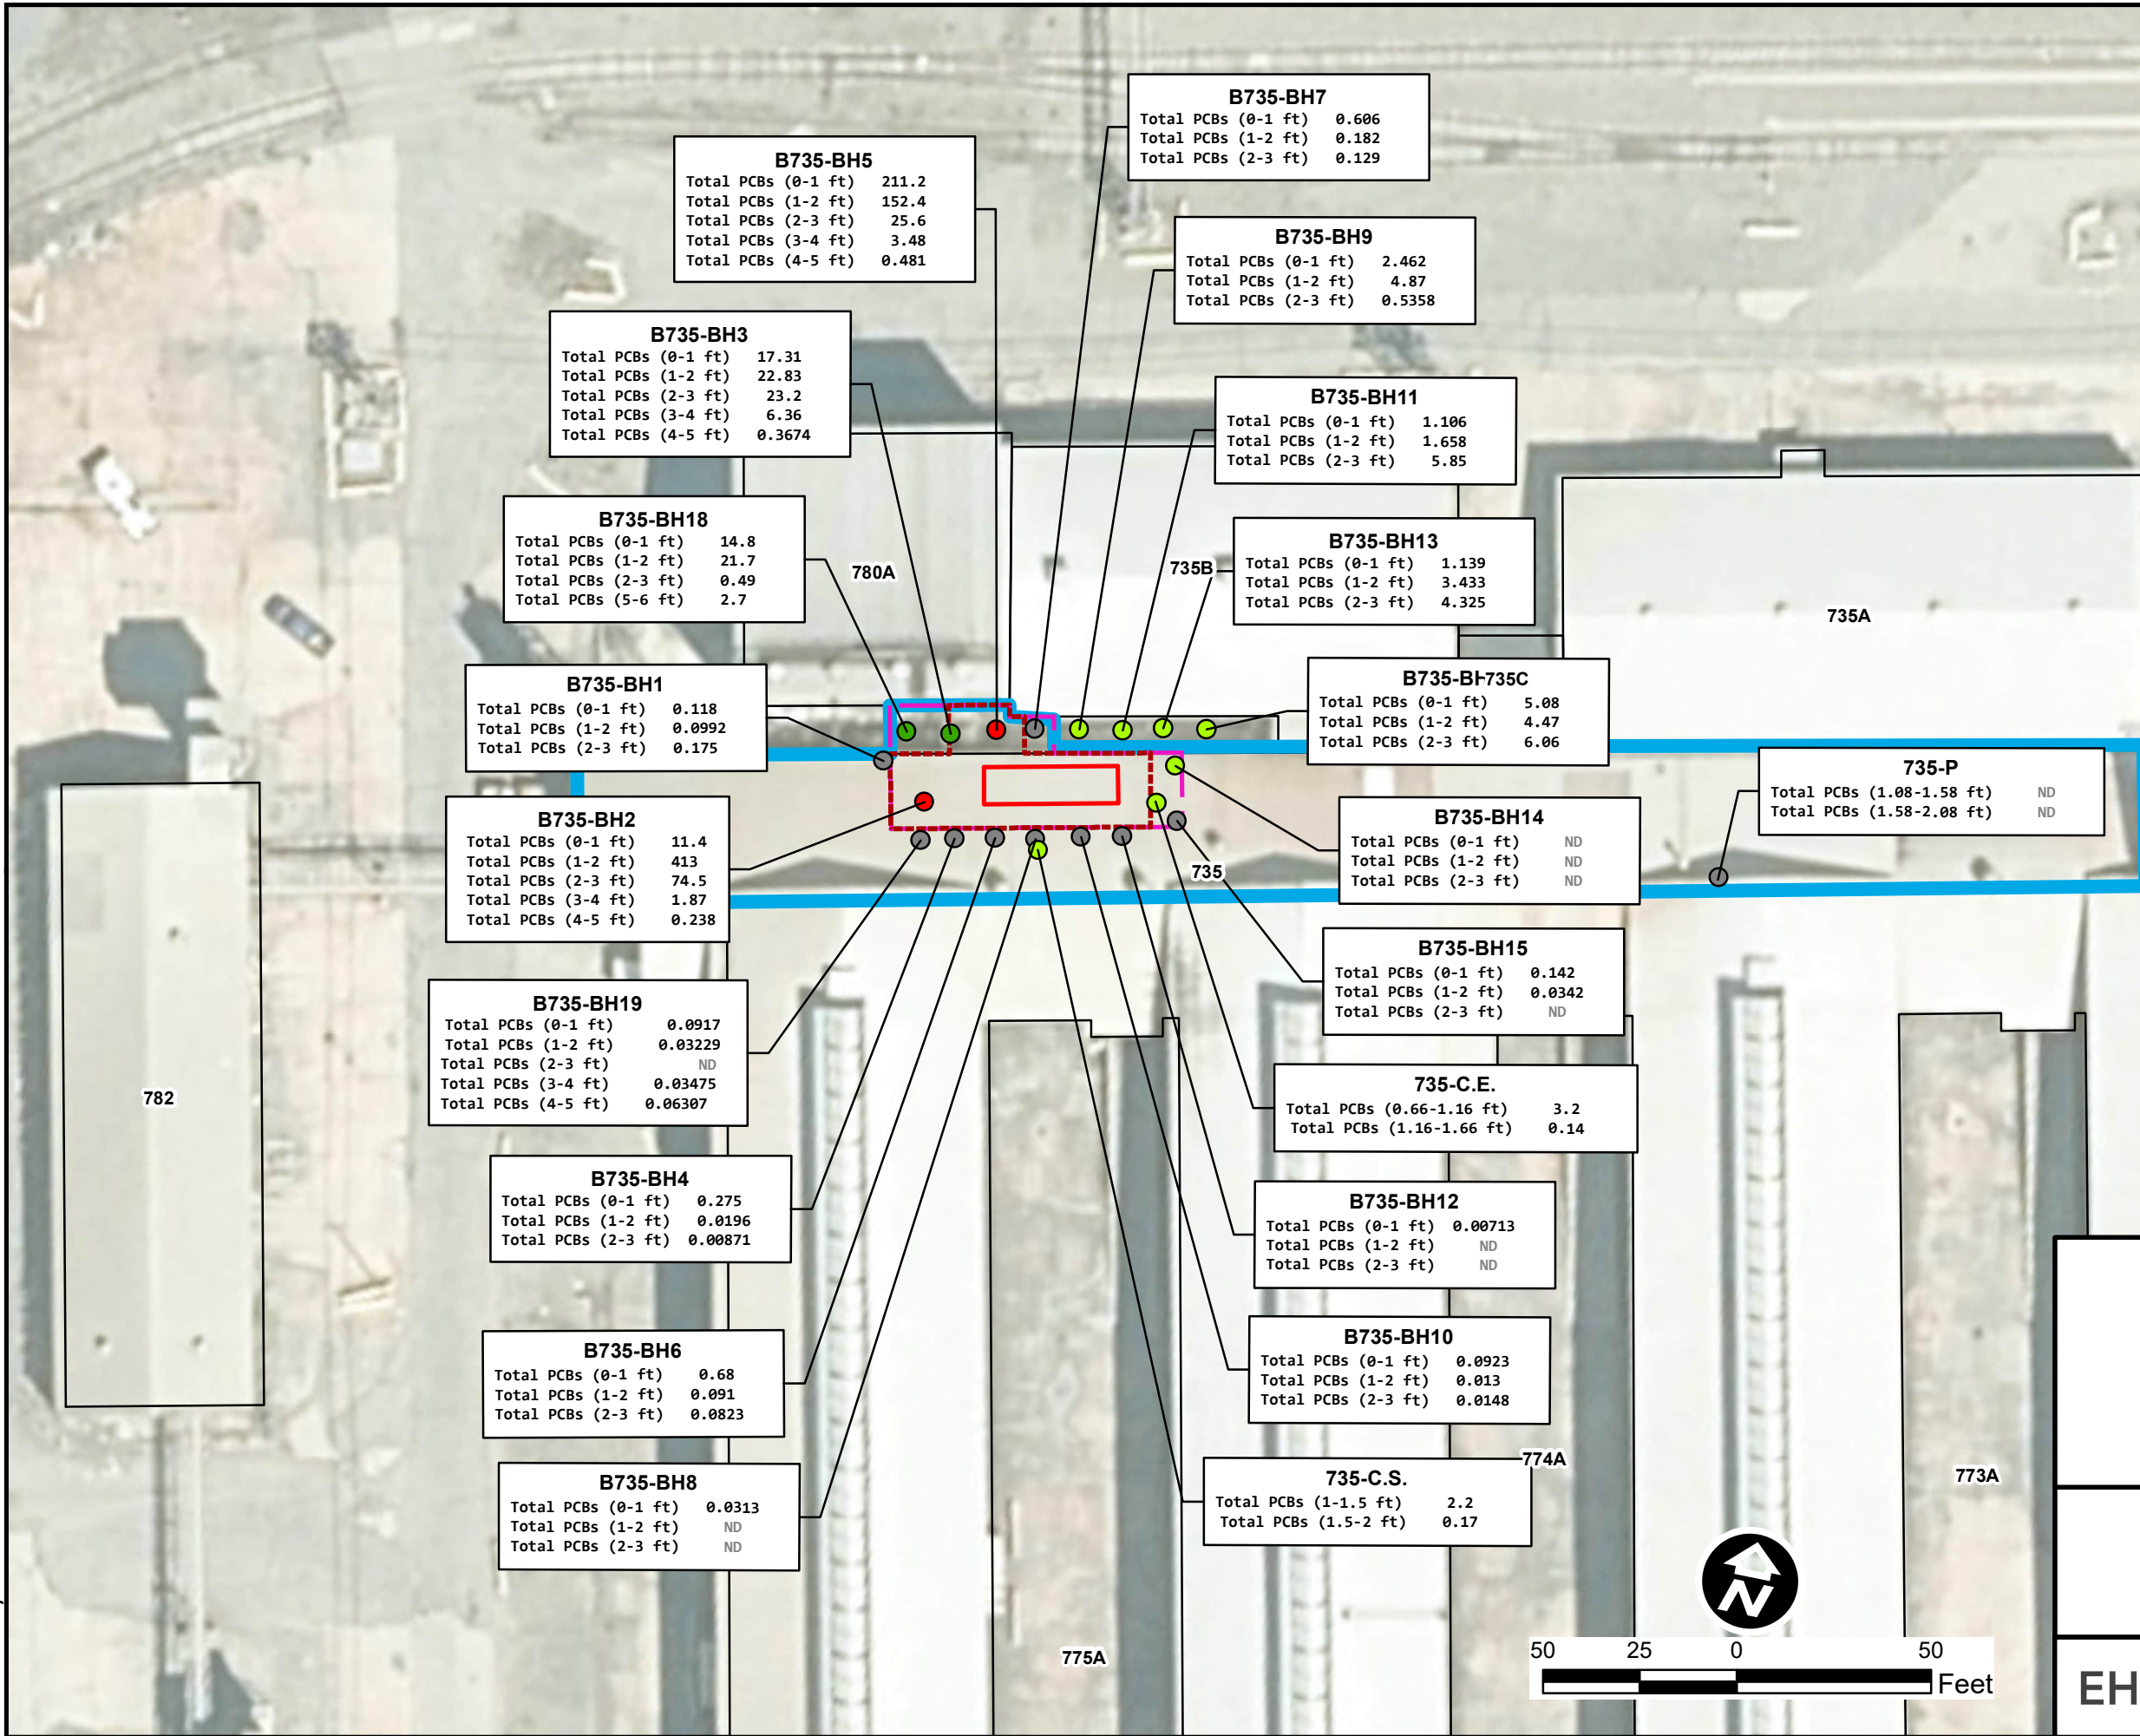 B735-BH7
Total PCBs (0-1 ft) 0.606
Total PCBs (1-2 ft) 0.182
Total PCBs (2-3 ft) 0.129
B735-BH5
Total PCBs (0-1 ft) 211.2
Total PCBs (1-2 ft) 152.4
Total PCBs (2-3 ft) 25.6
Total PCBs (3-4 ft) 3.48
Total PCBs (4-5 ft) 0.481
B735-BH9
Total PCBs (0-1 ft) 2.462
Total PCBs (1-2 ft) 4.87
Total PCBs (2-3 ft) 0.5358
B735-BH3
Total PCBs (0-1 ft) 17.31
Total PCBs (1-2 ft) 22.83
Total PCBs (2-3 ft) 23.2
Total PCBs (3-4 ft) 6.36
Total PCBs (4-5 ft) 0.3674
B735-BH11
Total PCBs (0-1 ft) 1.106
Total PCBs (1-2 ft) 1.658
Total PCBs (2-3 ft) 5.85
B735-BH18
Total PCBs (0-1 ft) 14.8
Total PCBs (1-2 ft) 21.7
Total PCBs (2-3 ft) 0.49
Total PCBs (5-6 ft) 2.7
780A
735B
B735-BH13
Total PCBs (0-1 ft) 1.139
Total PCBs (1-2 ft) 3.433
Total PCBs (2-3 ft) 4.325
735A
B735-BH1
Total PCBs (0-1 ft) 0.118
Total PCBs (1-2 ft) 0.0992
Total PCBs (2-3 ft) 0.175
735C
Total PCBs (0-1 ft) 5.08
Total PCBs (1-2 ft) 4.47
Total PCBs (2-3 ft) 6.06
735-P
Total PCBs (1.08-1.58 ft) ND
Total PCBs (1.58-2.08 ft) ND
B735-BH2
Total PCBs (0-1 ft) 11.4
Total PCBs (1-2 ft) 413
Total PCBs (2-3 ft) 74.5
Total PCBs (3-4 ft) 1.87
Total PCBs (4-5 ft) 0.238
B735-BH14
Total PCBs (0-1 ft) ND
Total PCBs (1-2 ft) ND
Total PCBs (2-3 ft) ND
735
B735-BH15
Total PCBs (0-1 ft) 0.142
Total PCBs (1-2 ft) 0.0342
Total PCBs (2-3 ft) ND
B735-BH19
Total PCBs (0-1 ft) 0.0917
Total PCBs (1-2 ft) 0.03229
Total PCBs (2-3 ft) ND
Total PCBs (3-4 ft) 0.03475
Total PCBs (4-5 ft) 0.06307
782
735-C.E.
Total PCBs (0.66-1.16 ft) 3.2
Total PCBs (1.16-1.66 ft) 0.14
B735-BH4
Total PCBs (0-1 ft) 0.275
Total PCBs (1-2 ft) 0.0196
Total PCBs (2-3 ft) 0.00871
B735-BH12
Total PCBs (0-1 ft) 0.00713
Total PCBs (1-2 ft) ND
Total PCBs (2-3 ft) ND
B735-BH6
Total PCBs (0-1 ft) 0.68
Total PCBs (1-2 ft) 0.091
Total PCBs (2-3 ft) 0.0823
B735-BH10
Total PCBs (0-1 ft) 0.0923
Total PCBs (1-2 ft) 0.013
Total PCBs (2-3 ft) 0.0148
B735-BH8
Total PCBs (0-1 ft) 0.0313
Total PCBs (1-2 ft) ND
Total PCBs (2-3 ft) ND
735-C.S.
Total PCBs (1-1.5 ft) 2.2
Total PCBs (1.5-2 ft) 0.17
774A
773A
775A
N
50 25 0 50
Feet
EH